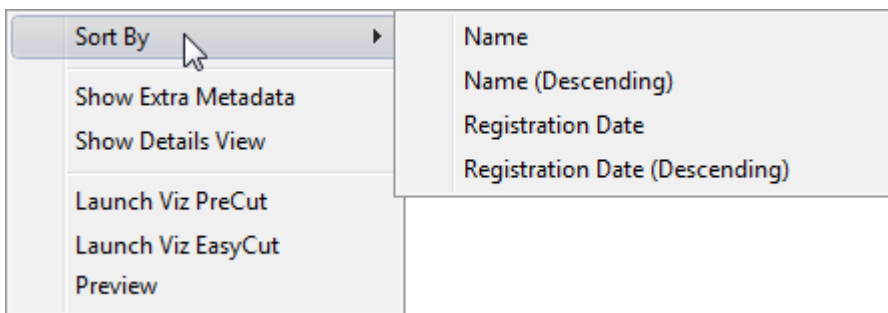 Sort By
Show Extra Metadata
Show Details View
Launch Viz PreCut
Launch Viz EasyCut
Preview
Name
Name (Descending)
Registration Date
Registration Date (Descending)